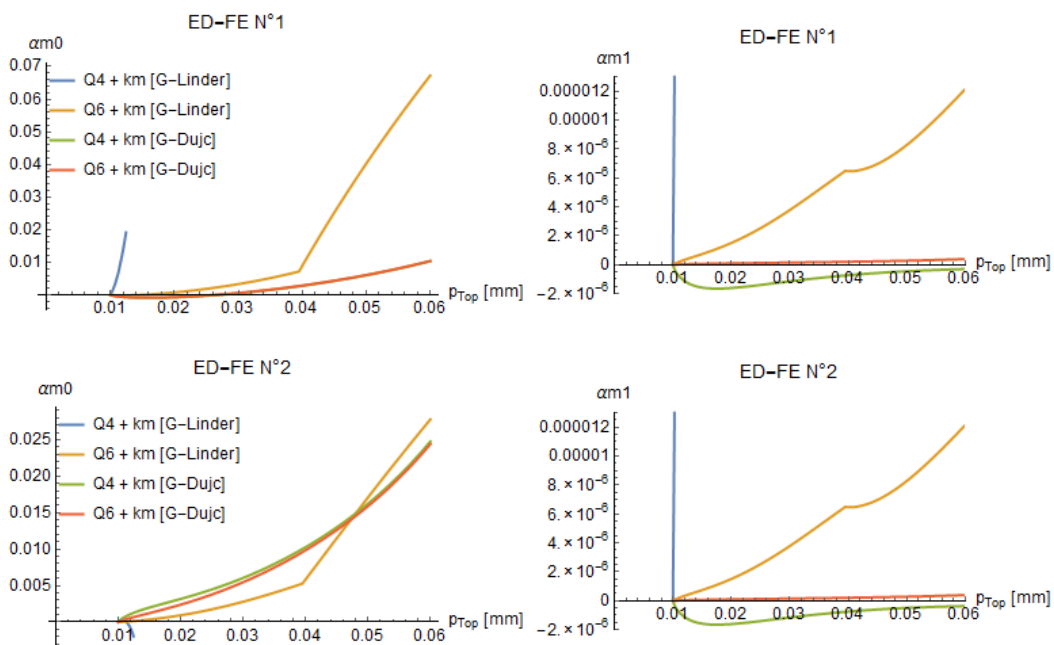 ED−FE N°1
αm0
0.07
0.06
0.05
0.04
0.03
0.02
0.01
Q4 + km [G−Linder]
Q6 + km [G−Linder]
Q4 + km [G−Dujc]
Q6 + km [G−Dujc]
0.01 0.02 0.03 0.04 0.05 0.06
pTop [mm]
ED−FE N°1
αm1
0.000012
0.00001
8. × 10−6
6. × 10−6
4. × 10−6
2. × 10−6
0
−2. × 10−6
0.01 0.02 0.03 0.04 0.05 0.06
pTop [mm]
ED−FE N°2
αm0
0.025
0.020
0.015
0.010
0.005
Q4 + km [G−Linder]
Q6 + km [G−Linder]
Q4 + km [G−Dujc]
Q6 + km [G−Dujc]
0.01 0.02 0.03 0.04 0.05 0.06
pTop [mm]
ED−FE N°2
αm1
0.000012
0.00001
8. × 10−6
6. × 10−6
4. × 10−6
2. × 10−6
0
−2. × 10−6
0.01 0.02 0.03 0.04 0.05 0.06
pTop [mm]